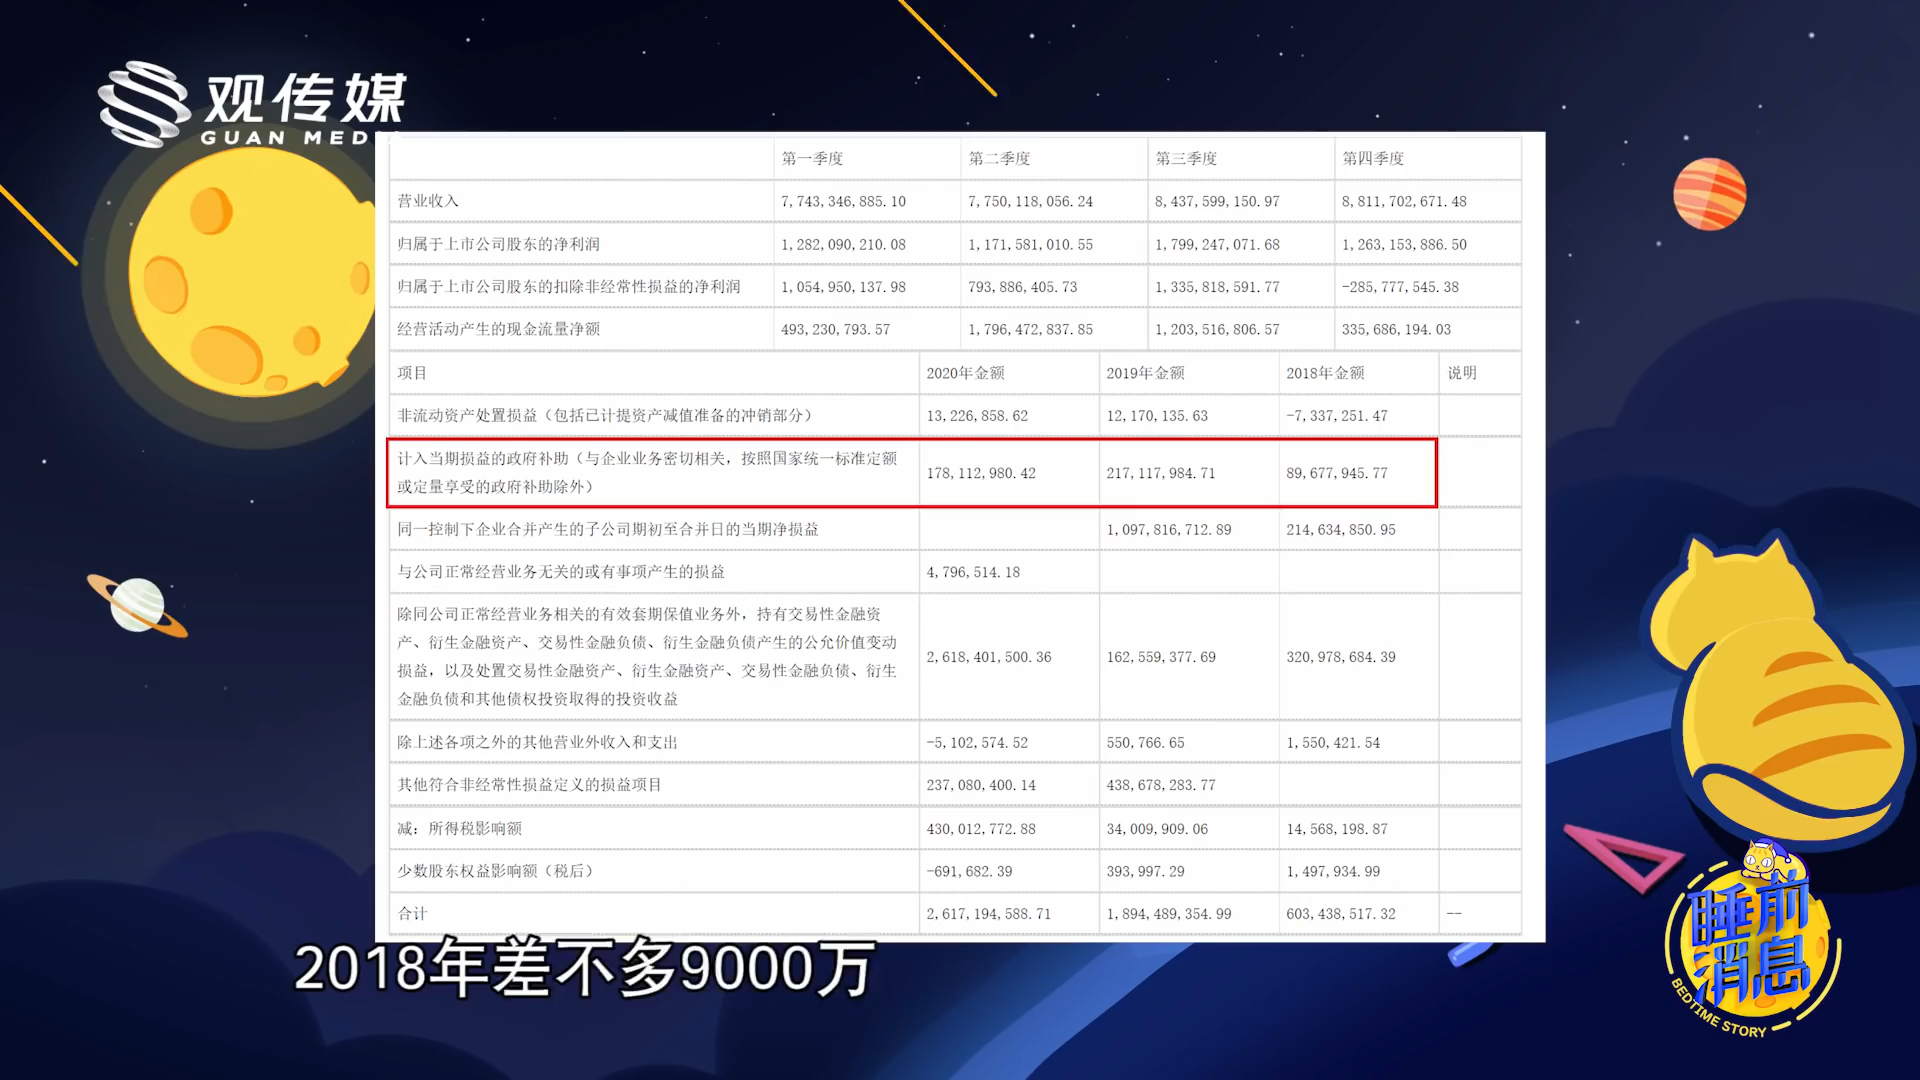 观传媒
GUAN MED
第一季度 第二季度 第三季度 第四季度
营业收入 7,743,346,885.10 7,750,118,056.24 8,437,599,150.97 8,811,702,671.48
归属于上市公司股东的净利润 1,282,090,210.08 1,171,581,010.55 1,799,247,071.68 1,263,153,886.50
归属于上市公司股东的扣除非经常性损益的净利润 1,054,950,137.98 793,886,405.73 1,335,818,591.77 -285,777,545.38
经营活动产生的现金流量净额 493,230,793.57 1,796,472,837.85 1,203,516,806.57 335,686,194.03
项目 2020年金额 2019年金额 2018年金额 说明
非流动资产处置损益（包括已计提资产减值准备的冲销部分） 13,226,858.62 12,170,135.63 -7,337,251.47
计入当期损益的政府补助（与企业业务密切相关，按照国家统一标准定额
或定量享受的政府补助除外） 178,112,980.42 217,117,984.71 89,677,945.77
同一控制下企业合并产生的子公司期初至合并日的当期净损益 1,097,816,712.89 214,634,850.95
与公司正常经营业务无关的或有事项产生的损益 4,796,514.18
除同公司正常经营业务相关的有效套期保值业务外，持有交易性金融资
产、衍生金融资产、交易性金融负债、衍生金融负债产生的公允价值变动
损益，以及处置交易性金融资产、衍生金融资产、交易性金融负债、衍生
金融负债和其他债权投资取得的投资收益 2,618,401,500.36 162,559,377.69 320,978,684.39
除上述各项之外的其他营业外收入和支出 -5,102,574.52 550,766.65 1,550,421.54
其他符合非经常性损益定义的损益项目 237,080,400.14 438,678,283.77
减：所得税影响额 430,012,772.88 34,009,909.06 14,568,198.87
少数股东权益影响额（税后） -691,682.39 393,997.29 1,497,934.99
合计 2,617,194,588.71 1,894,489,354.99 603,438,517.32 --
2018年差不多9000万
睡前
消息
BEDTIME STORY